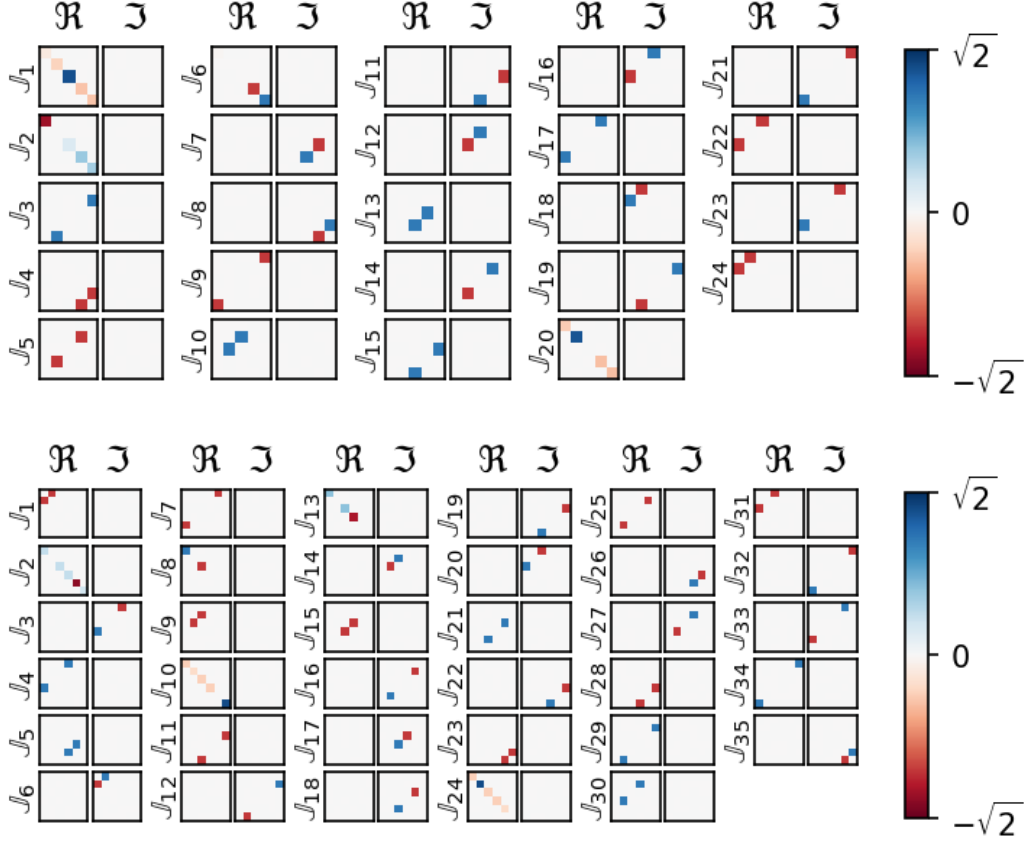 ℜ ℑ ℜ ℑ ℜ ℑ ℜ ℑ ℜ ℑ
√2
𝕁1 𝕁6 𝕁11 𝕁16 𝕁21
𝕁2 𝕁7 𝕁12 𝕁17 𝕁22
𝕁3 𝕁8 𝕁13 𝕁18 𝕁23
0
𝕁4 𝕁9 𝕁14 𝕁19 𝕁24
𝕁5 𝕁10 𝕁15 𝕁20
−√2
ℜ ℑ ℜ ℑ ℜ ℑ ℜ ℑ ℜ ℑ ℜ ℑ
√2
𝕁1 𝕁7 𝕁13 𝕁19 𝕁25 𝕁31
𝕁2 𝕁8 𝕁14 𝕁20 𝕁26 𝕁32
𝕁3 𝕁9 𝕁15 𝕁21 𝕁27 𝕁33
0
𝕁4 𝕁10 𝕁16 𝕁22 𝕁28 𝕁34
𝕁5 𝕁11 𝕁17 𝕁23 𝕁29 𝕁35
𝕁6 𝕁12 𝕁18 𝕁24 𝕁30
−√2